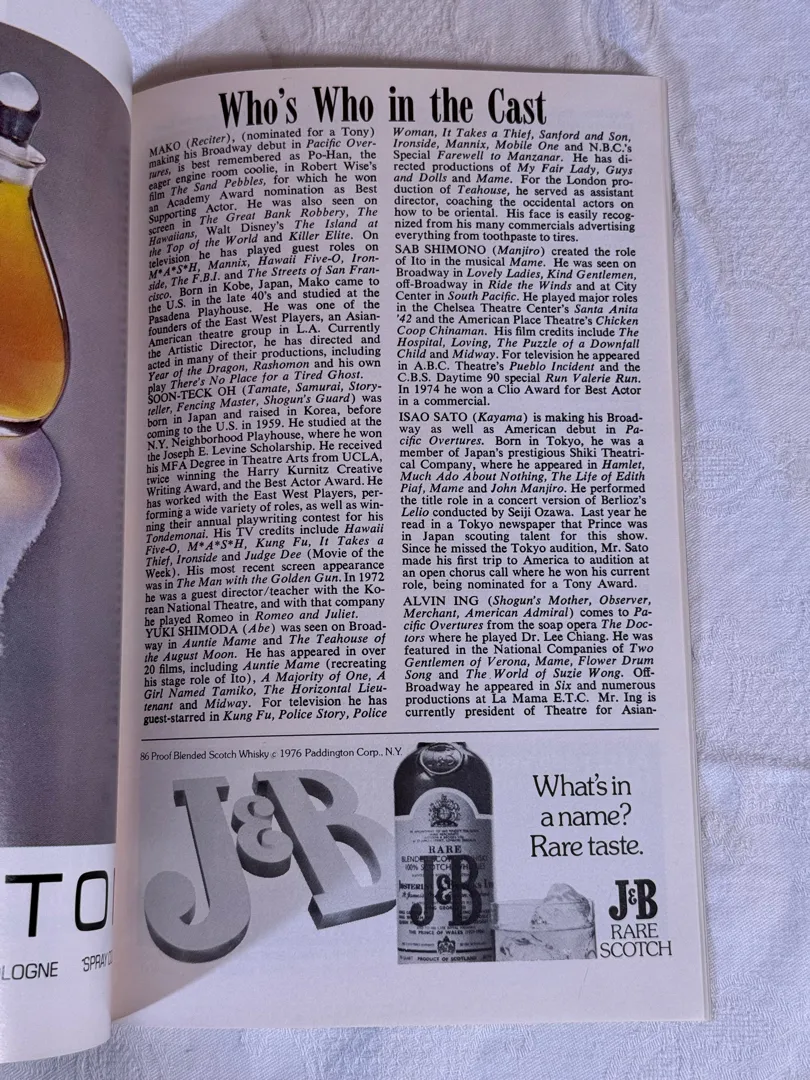 Who's Who in the Cast
MAKO (Reciter), (nominated for a Tony)
making his Broadway debut in Pacific Over-
tures, is best remembered as Po-Han, the
eager engine room coolie, in Robert Wise's
film The Sand Pebbles, for which he won
an Academy Award nomination as Best
Supporting Actor. He was also seen on
screen in The Great Bank Robbery, The
Hawaiians, Walt Disney's The Island at
the Top of the World and Killer Elite. On
television he has played guest roles on
M*A*S*H, Mannix, Hawaii Five-O, Iron-
side, The F.B.I. and The Streets of San Fran-
cisco. Born in Kobe, Japan, Mako came to
the U.S. in the late 40's and studied at the
Pasadena Playhouse. He was one of the
founders of the East West Players, an Asian-
American theatre group in L.A. Currently
the Artistic Director, he has directed and
acted in many of their productions, including
Year of the Dragon, Rashomon and his own
play There's No Place for a Tired Ghost.
SOON-TECK OH (Tamate, Samurai, Story-
teller, Fencing Master, Shogun's Guard) was
born in Japan and raised in Korea, before
coming to the U.S. in 1959. He studied at the
N.Y. Neighborhood Playhouse, where he won
the Joseph E. Levine Scholarship. He received
his MFA Degree in Theatre Arts from UCLA,
twice winning the Harry Kurnitz Creative
Writing Award, and the Best Actor Award. He
has worked with the East West Players, per-
forming a wide variety of roles, as well as win-
ning their annual playwriting contest for his
Tondemonai. His TV credits include Hawaii
Five-O, M*A*S*H, Kung Fu, It Takes a
Thief, Ironside and Judge Dee (Movie of the
Week). His most recent screen appearance
was in The Man with the Golden Gun. In 1972
he was a guest director/teacher with the Ko-
rean National Theatre, and with that company
he played Romeo in Romeo and Juliet.
YUKI SHIMODA (Abe) was seen on Broad-
way in Auntie Mame and The Teahouse of
the August Moon. He has appeared in over
20 films, including Auntie Mame (recreating
his stage role of Ito), A Majority of One, A
Girl Named Tamiko, The Horizontal Lieu-
tenant and Midway. For television he has
guest-starred in Kung Fu, Police Story, Police
Woman, It Takes a Thief, Sanford and Son,
Ironside, Mannix, Mobile One and N.B.C.'s
Special Farewell to Manzanar. He has di-
rected productions of My Fair Lady, Guys
and Dolls and Mame. For the London pro-
duction of Teahouse, he served as assistant
director, coaching the occidental actors on
how to be oriental. His face is easily recog-
nized from his many commercials advertising
everything from toothpaste to tires.
SAB SHIMONO (Manjiro) created the role
of Ito in the musical Mame. He was seen on
Broadway in Lovely Ladies, Kind Gentlemen,
off-Broadway in Ride the Winds and at City
Center in South Pacific. He played major roles
in the Chelsea Theatre Center's Santa Anita
'42 and the American Place Theatre's Chicken
Coop Chinaman. His film credits include The
Hospital, Loving, The Puzzle of a Downfall
Child and Midway. For television he appeared
in A.B.C. Theatre's Pueblo Incident and the
C.B.S. Daytime 90 special Run Valerie Run.
In 1974 he won a Clio Award for Best Actor
in a commercial.
ISAO SATO (Kayama) is making his Broad-
way as well as American debut in Pa-
cific Overtures. Born in Tokyo, he was a
member of Japan's prestigious Shiki Theatri-
cal Company, where he appeared in Hamlet,
Much Ado About Nothing, The Life of Edith
Piaf, Mame and John Manjiro. He performed
the title role in a concert version of Berlioz's
Lelio conducted by Seiji Ozawa. Last year he
read in a Tokyo newspaper that Prince was
in Japan scouting talent for this show.
Since he missed the Tokyo audition, Mr. Sato
made his first trip to America to audition at
an open chorus call where he won his current
role, being nominated for a Tony Award.
ALVIN ING (Shogun's Mother, Observer,
Merchant, American Admiral) comes to Pa-
cific Overtures from the soap opera The Doc-
tors where he played Dr. Lee Chiang. He was
featured in the National Companies of Two
Gentlemen of Verona, Mame, Flower Drum
Song and The World of Suzie Wong. Off-
Broadway he appeared in Six and numerous
productions at La Mama E.T.C. Mr. Ing is
currently president of Theatre for Asian-
86 Proof Blended Scotch Whisky © 1976 Paddington Corp., N.Y.
J&B
RARE
J&B
THE PRINCE OF WALES
PRODUCT OF SCOTLAND
What's in
a name?
Rare taste.
J&B
RARE
SCOTCH
TO
LOGNE SPRAY